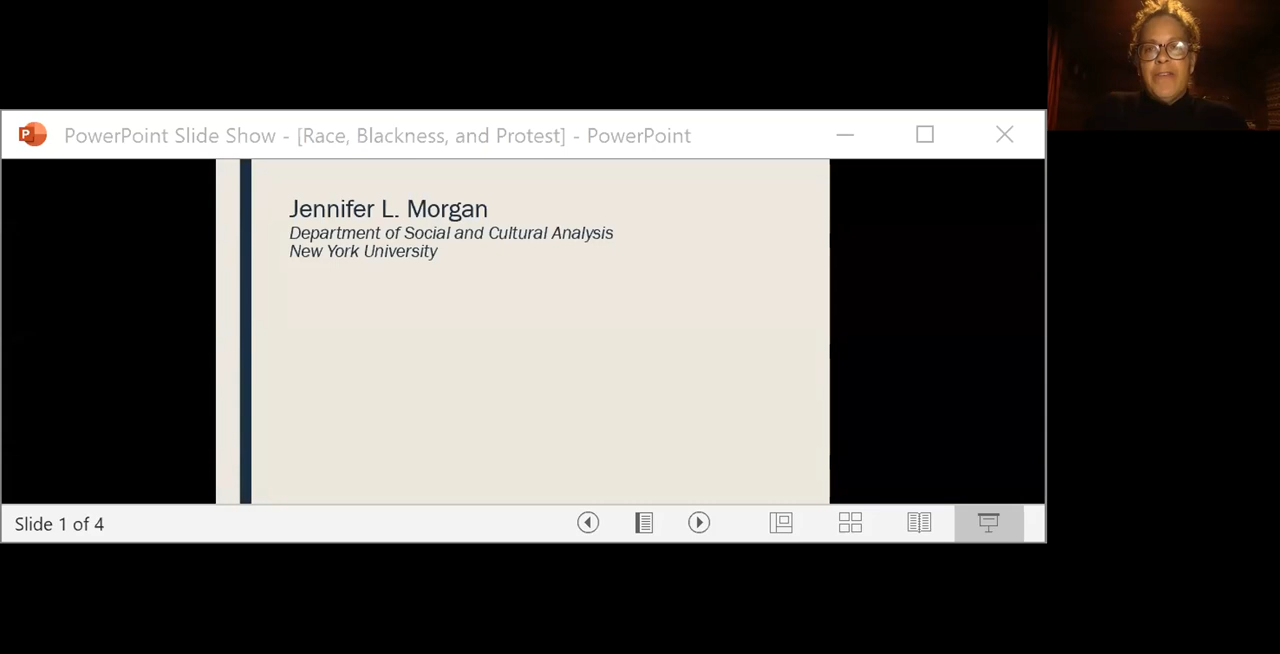 PowerPoint Slide Show - [Race, Blackness, and Protest] - PowerPoint
Jennifer L. Morgan
Department of Social and Cultural Analysis
New York University
Slide 1 of 4